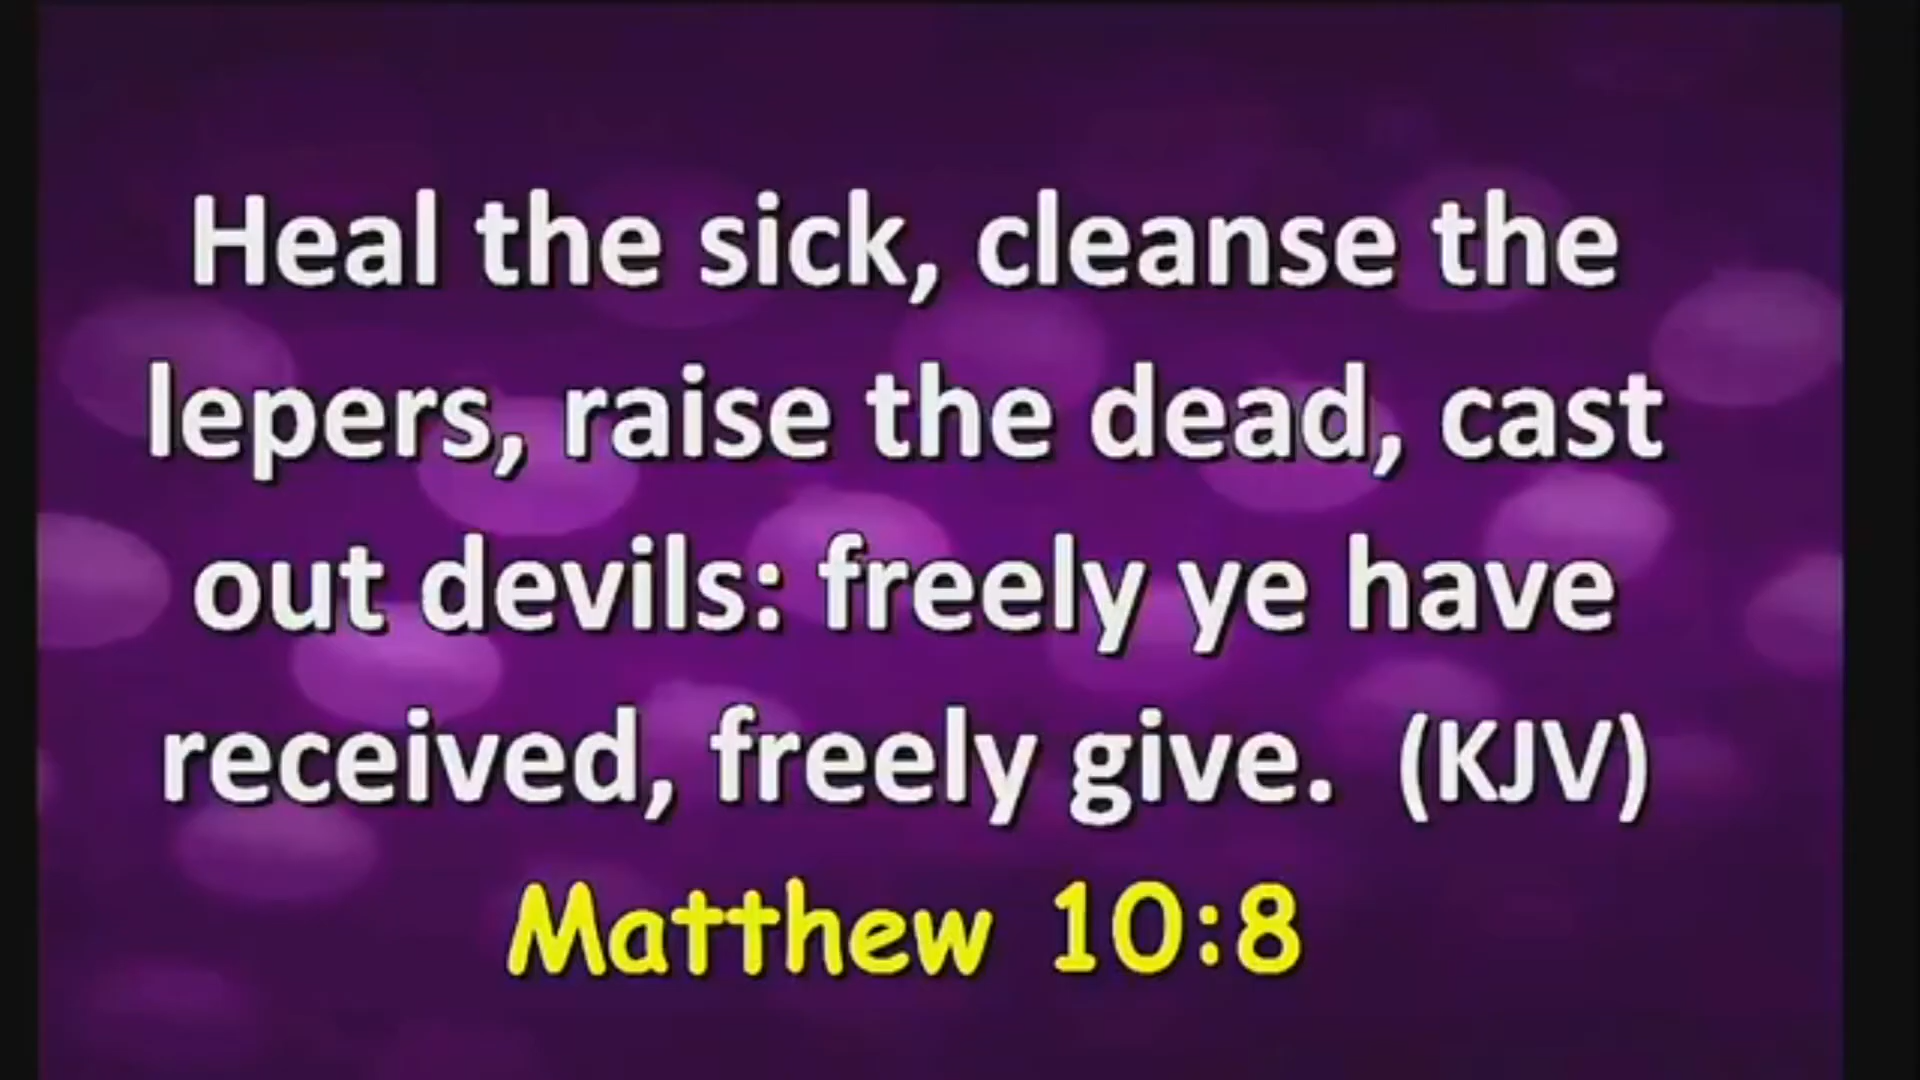 Heal the sick, cleanse the
lepers, raise the dead, cast
out devils: freely ye have
received, freely give. (KJV)
Matthew 10:8